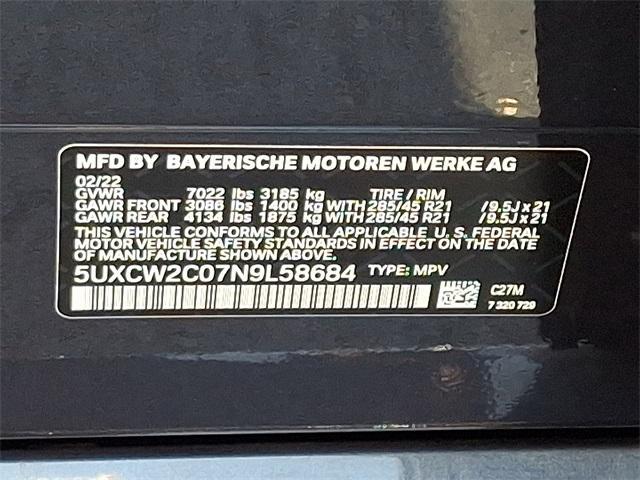 MFD BY BAYERISCHE MOTOREN WERKE AG
02/22
GVWR 7022 lbs 3185 kg TIRE / RIM
GAWR FRONT 3086 lbs 1400 kg WITH 285/45 R21 /9.5J x 21
GAWR REAR 4134 lbs 1875 kg WITH 285/45 R21 /9.5J x 21
THIS VEHICLE CONFORMS TO ALL APPLICABLE U. S. FEDERAL
MOTOR VEHICLE SAFETY STANDARDS IN EFFECT ON THE DATE
OF MANUFACTURE SHOWN ABOVE.
5UXCW2C07N9L58684 TYPE: MPV
C27M
7 320 729